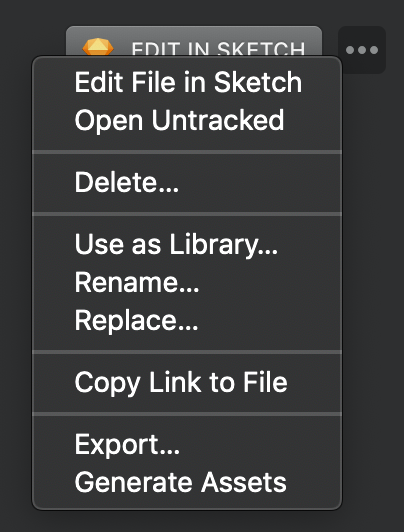 EDIT IN SKETCH
Edit File in Sketch
Open Untracked
Delete...
Use as Library...
Rename...
Replace...
Copy Link to File
Export...
Generate Assets